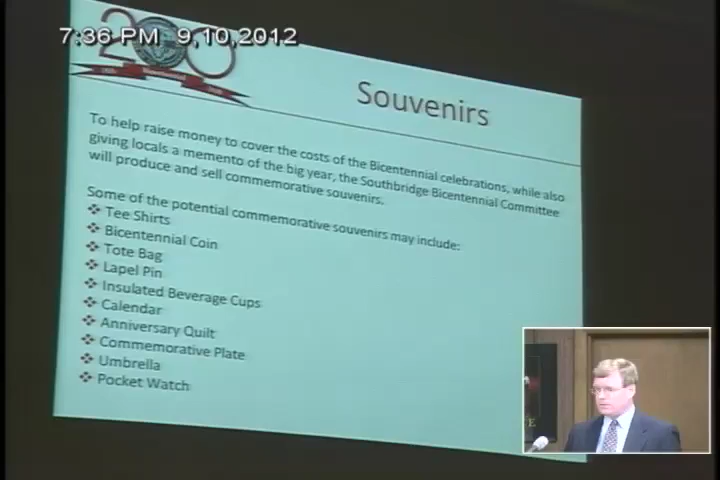 7:36 PM 9,10,2012
200
Bicentennial
Souvenirs
To help raise money to cover the costs of the Bicentennial celebrations, while also
giving locals a memento of the big year, the Southbridge Bicentennial Committee
will produce and sell commemorative souvenirs.
Some of the potential commemorative souvenirs may include:
❖ Tee Shirts
❖ Bicentennial Coin
❖ Tote Bag
❖ Lapel Pin
❖ Insulated Beverage Cups
❖ Calendar
❖ Anniversary Quilt
❖ Commemorative Plate
❖ Umbrella
❖ Pocket Watch